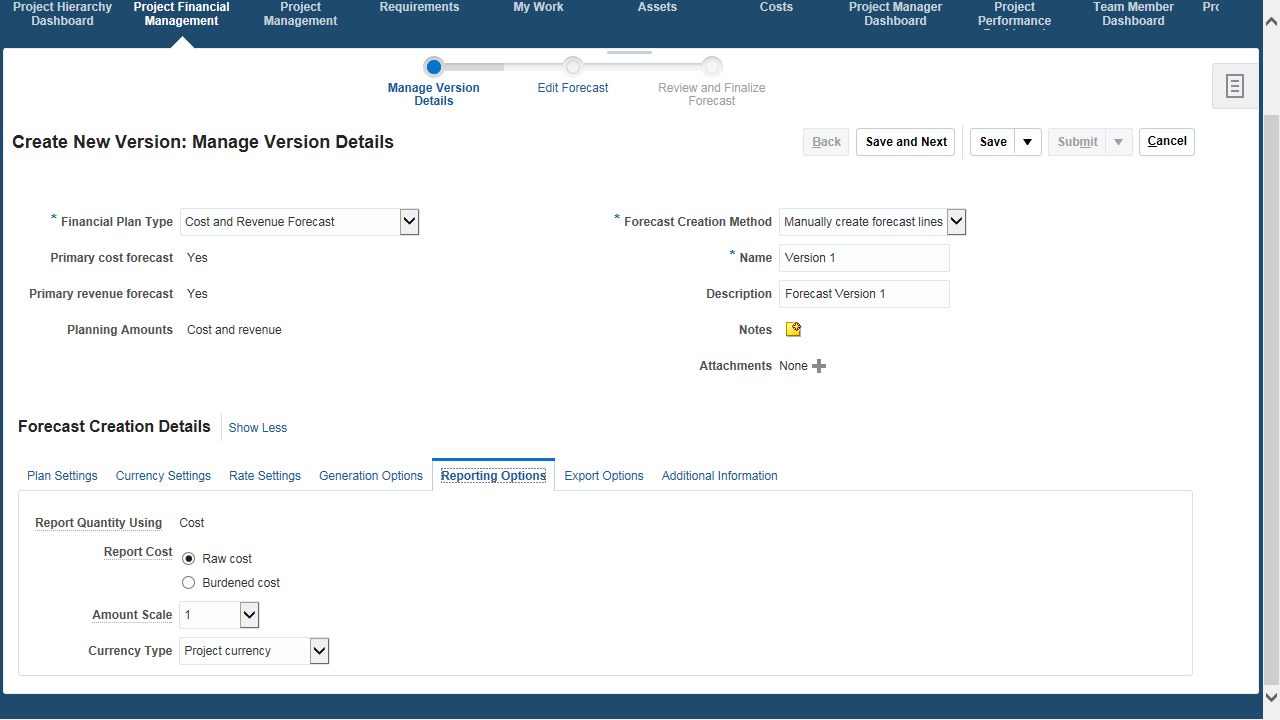 Project Hierarchy
Dashboard
Project Financial
Management
Project
Management
Requirements
My Work
Assets
Costs
Project Manager
Dashboard
Project
Performance
Team Member
Dashboard
Manage Version
Details
Edit Forecast
Review and Finalize
Forecast
Create New Version: Manage Version Details
Back
Save and Next
Save
Submit
Cancel
* Financial Plan Type Cost and Revenue Forecast
Primary cost forecast Yes
Primary revenue forecast Yes
Planning Amounts Cost and revenue
* Forecast Creation Method Manually create forecast lines
* Name Version 1
Description Forecast Version 1
Notes
Attachments None
Forecast Creation Details Show Less
Plan Settings Currency Settings Rate Settings Generation Options Reporting Options Export Options Additional Information
Report Quantity Using Cost
Report Cost Raw cost
Burdened cost
Amount Scale 1
Currency Type Project currency